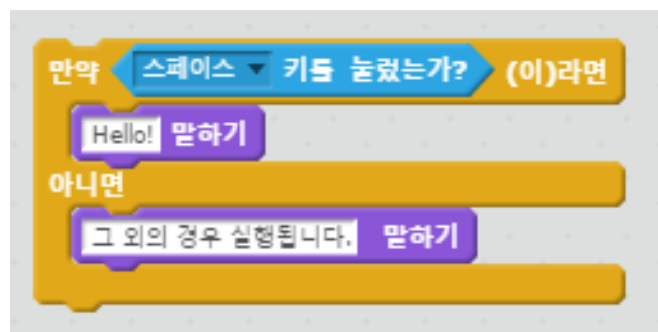 만약 스페이스 키를 눌렀는가? (이)라면
Hello! 말하기
아니면
그 외의 경우 실행됩니다. 말하기